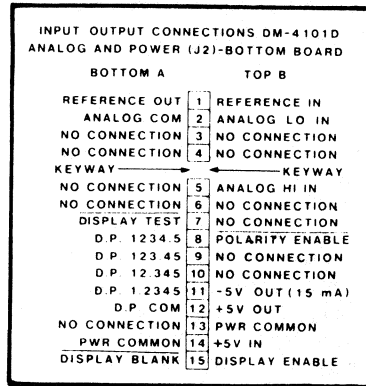 INPUT OUTPUT CONNECTIONS DM-4101D
ANALOG AND POWER (J2)-BOTTOM BOARD
BOTTOM A TOP B
REFERENCE OUT 1 REFERENCE IN
ANALOG COM 2 ANALOG LO IN
NO CONNECTION 3 NO CONNECTION
NO CONNECTION 4 NO CONNECTION
KEYWAY KEYWAY
NO CONNECTION 5 ANALOG HI IN
NO CONNECTION 6 NO CONNECTION
DISPLAY TEST 7 NO CONNECTION
D.P. 1234.5 8 POLARITY ENABLE
D.P. 123.45 9 NO CONNECTION
D.P. 12.345 10 NO CONNECTION
D.P. 1.2345 11 -5V OUT (15 mA)
D.P COM 12 +5V OUT
NO CONNECTION 13 PWR COMMON
PWR COMMON 14 +5V IN
DISPLAY BLANK 15 DISPLAY ENABLE